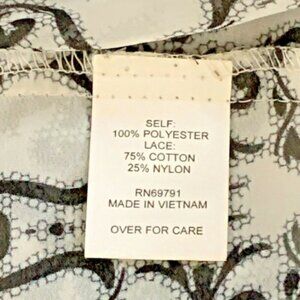 SELF:
100% POLYESTER
LACE:
75% COTTON
25% NYLON
RN69791
MADE IN VIETNAM
OVER FOR CARE